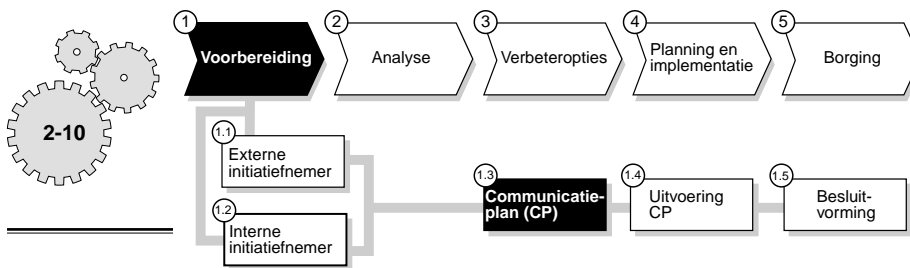 2-10
1
Voorbereiding
2
Analyse
3
Verbeteropties
4
Planning en
implementatie
5
Borging
1.1
Externe
initiatiefnemer
1.2
Interne
initiatiefnemer
1.3
Communicatie-
plan (CP)
1.4
Uitvoering
CP
1.5
Besluit-
vorming